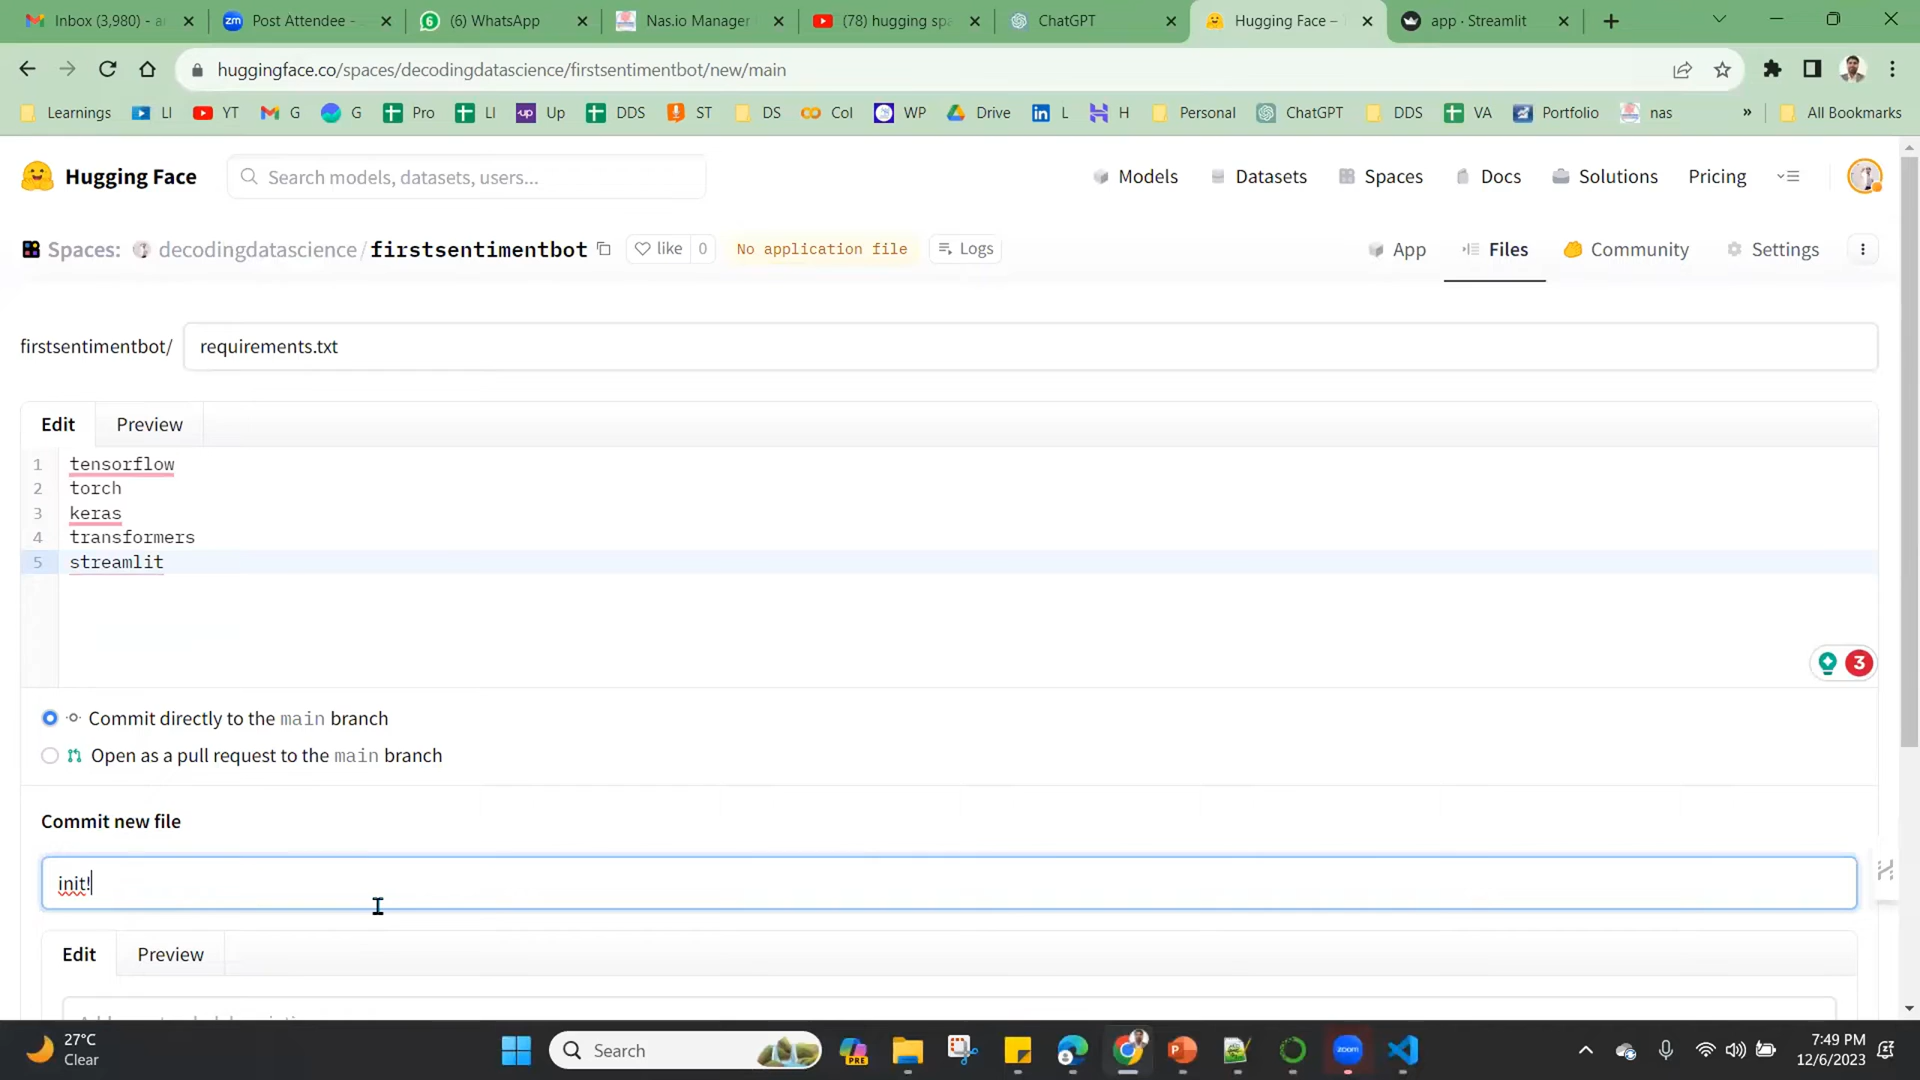 Inbox (3,980) - a
Post Attendee -
6
(6) WhatsApp
Nas.io Manager
(78) hugging spa
ChatGPT
Hugging Face –
app · Streamlit
huggingface.co/spaces/decodingdatascience/firstsentimentbot/new/main
Learnings
LI
YT
G
G
Pro
LI
Up
DDS
ST
DS
Col
WP
Drive
L
H
Personal
ChatGPT
DDS
VA
Portfolio
nas
»
All Bookmarks
Hugging Face
Search models, datasets, users...
Models
Datasets
Spaces
Docs
Solutions
Pricing
Spaces:
decodingdatascience/firstsentimentbot
like
0
No application file
Logs
App
Files
Community
Settings
firstsentimentbot/
requirements.txt
Edit
Preview
1 tensorflow
2 torch
3 keras
4 transformers
5 streamlit
3
Commit directly to the main branch
Open as a pull request to the main branch
Commit new file
init!
Edit
Preview
27°C
Clear
Search
PRE
zoom
7:49 PM
12/6/2023